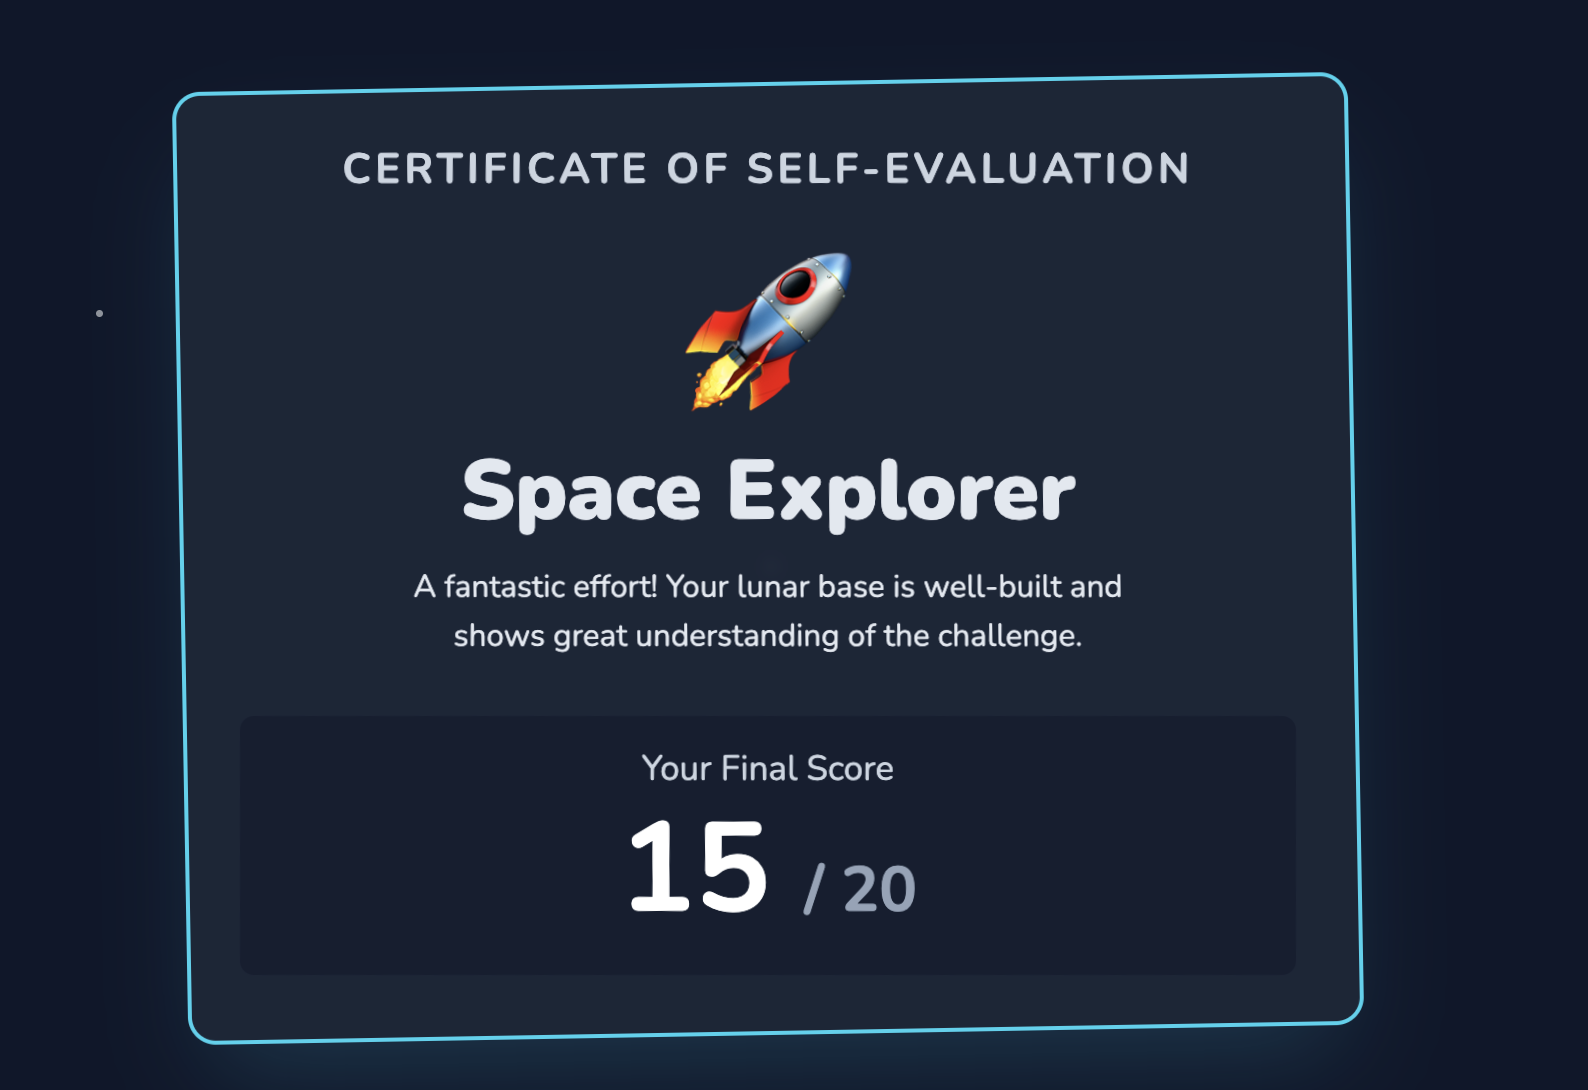 CERTIFICATE OF SELF-EVALUATION
Space Explorer
A fantastic effort! Your lunar base is well-built and
shows great understanding of the challenge.
Your Final Score
15 / 20